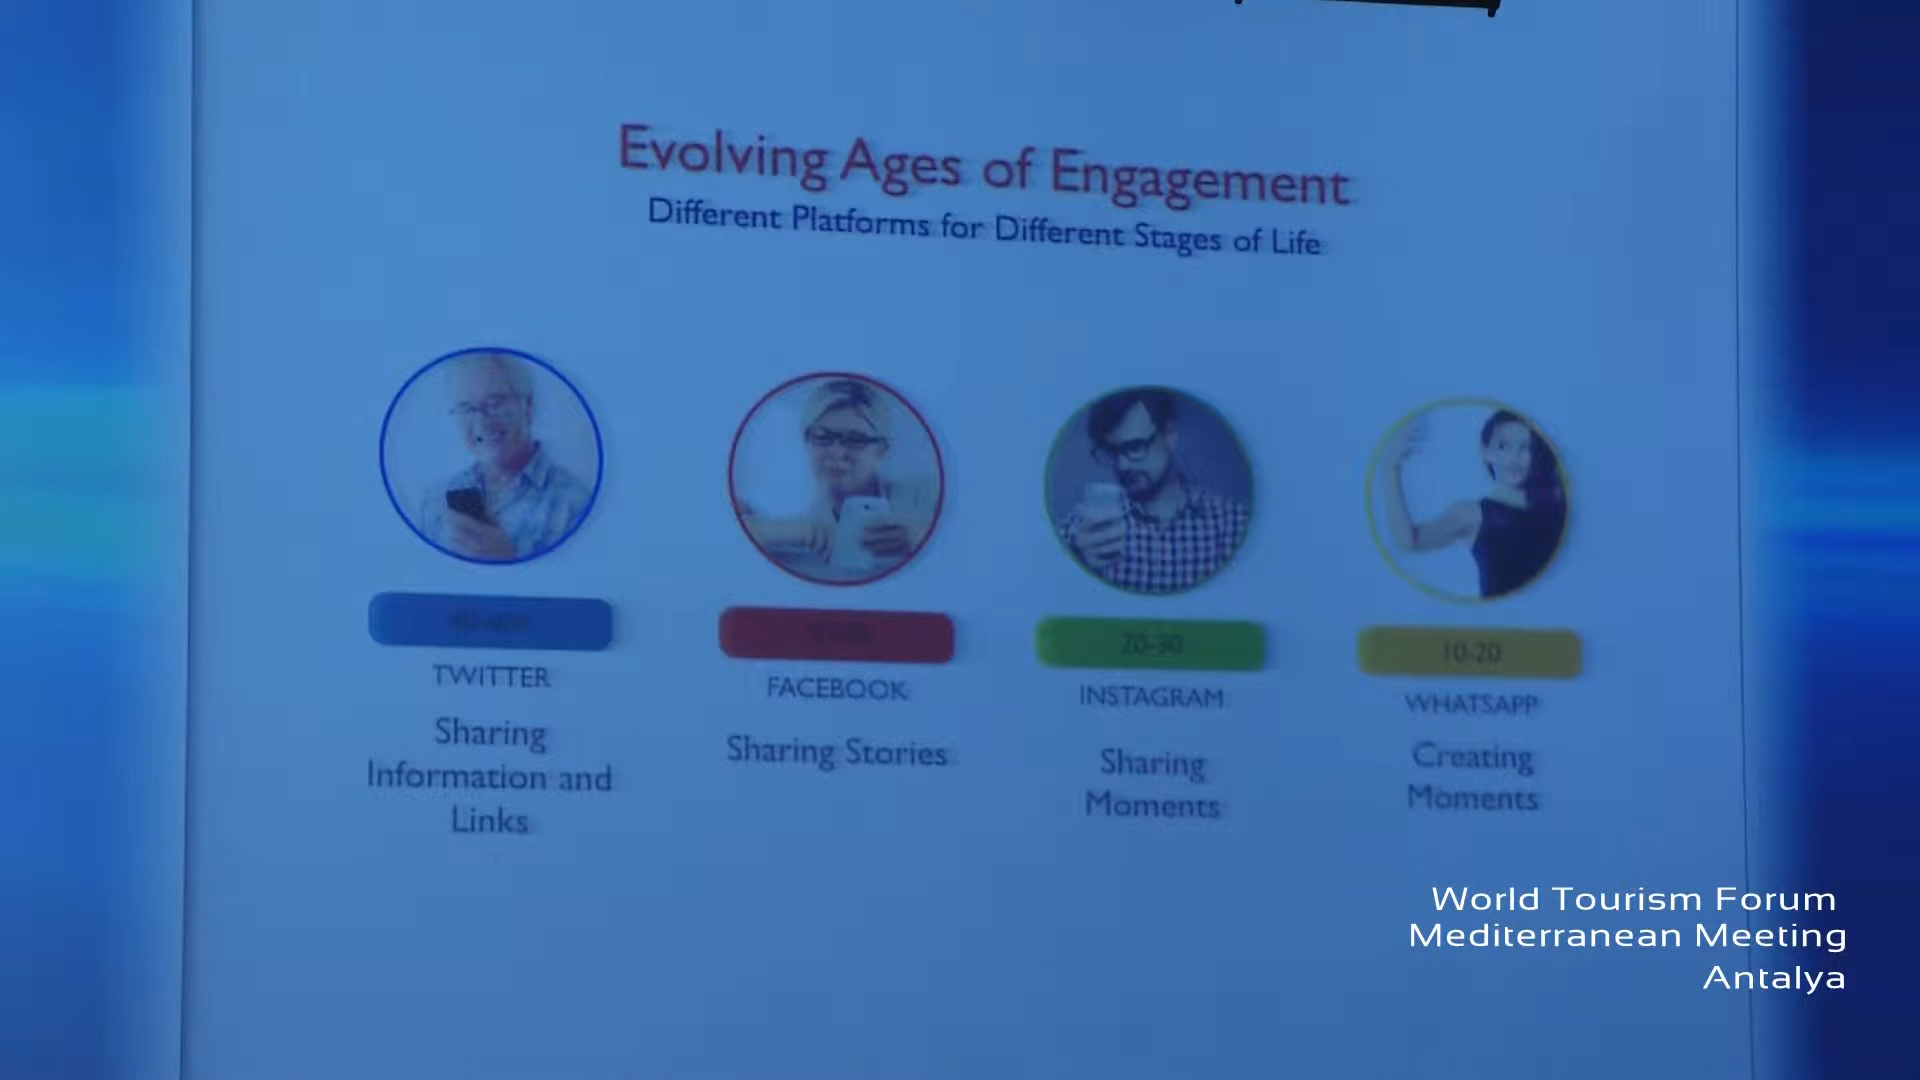 Evolving Ages of Engagement
Different Platforms for Different Stages of Life
20-30
10-20
TWITTER
FACEBOOK
INSTAGRAM
WHATSAPP
Sharing
Information and
Links
Sharing Stories
Sharing
Moments
Creating
Moments
World Tourism Forum
Mediterranean Meeting
Antalya